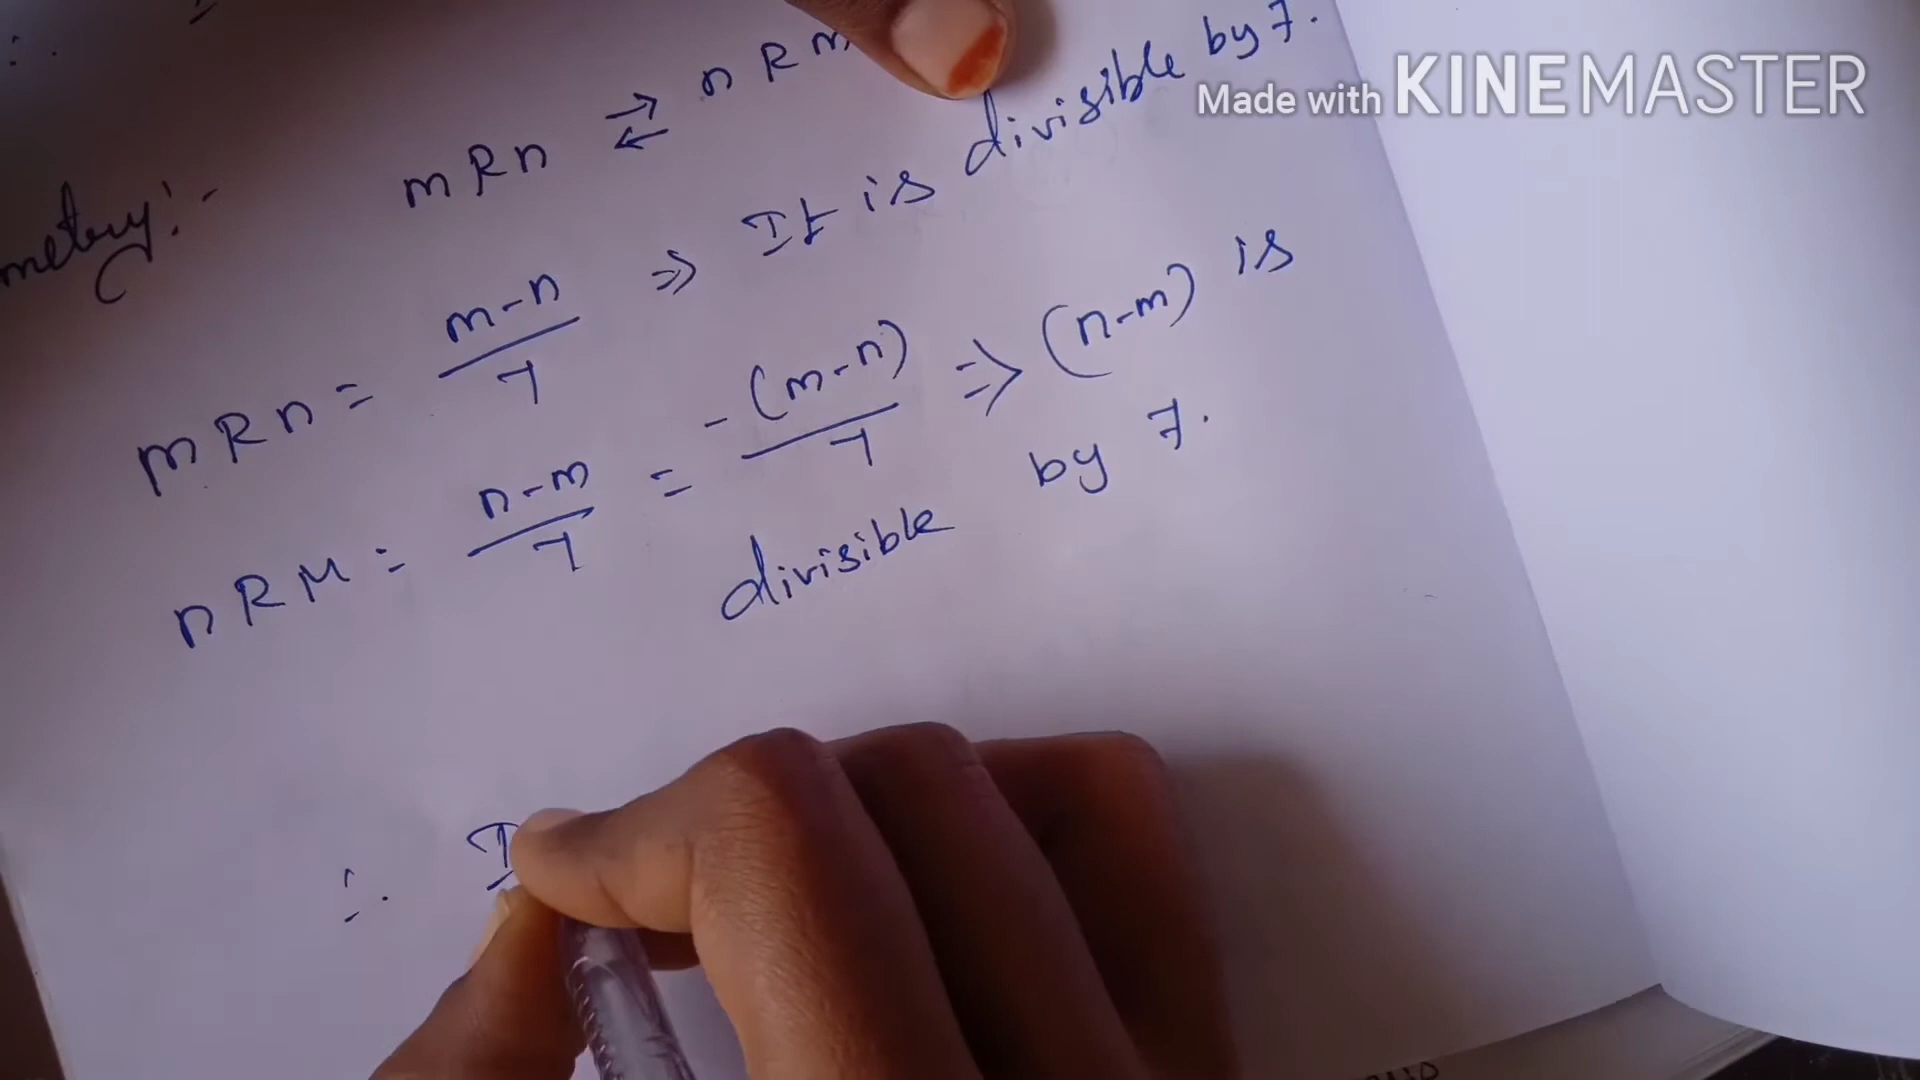 Made with KINEMASTER
mRn ⇄ nRm
metry:-
mRn = m-n/7 ⇒ It is divisible by 7.
nRM = n-m/7 = -(m-n)/7 ⇒ (n-m) is
divisible by 7.
∴ I